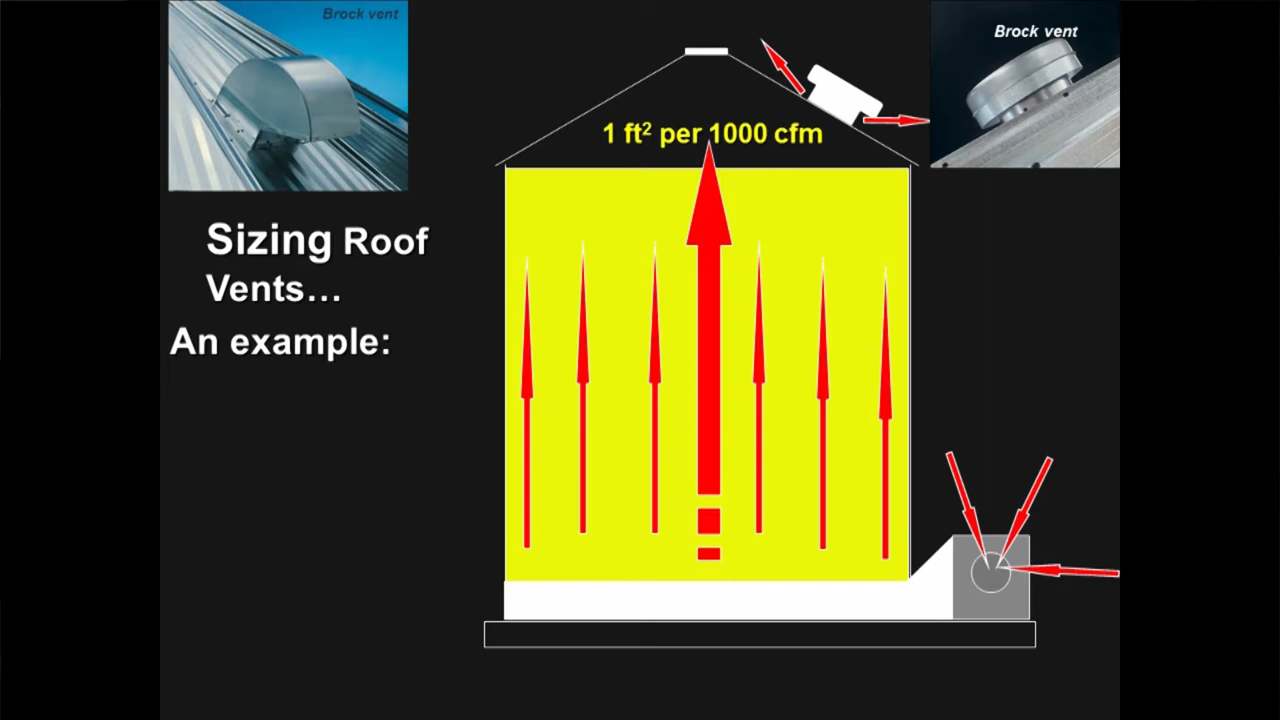 Brock vent
Brock vent
1 ft² per 1000 cfm
Sizing Roof
Vents…
An example: